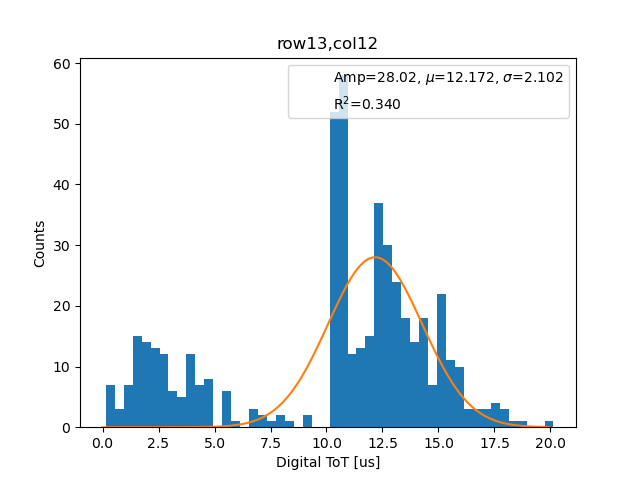 row13,col12
Amp=28.02, μ=12.172, σ=2.102
R²=0.340
60
50
40
30
20
10
0
Counts
0.0 2.5 5.0 7.5 10.0 12.5 15.0 17.5 20.0
Digital ToT [us]